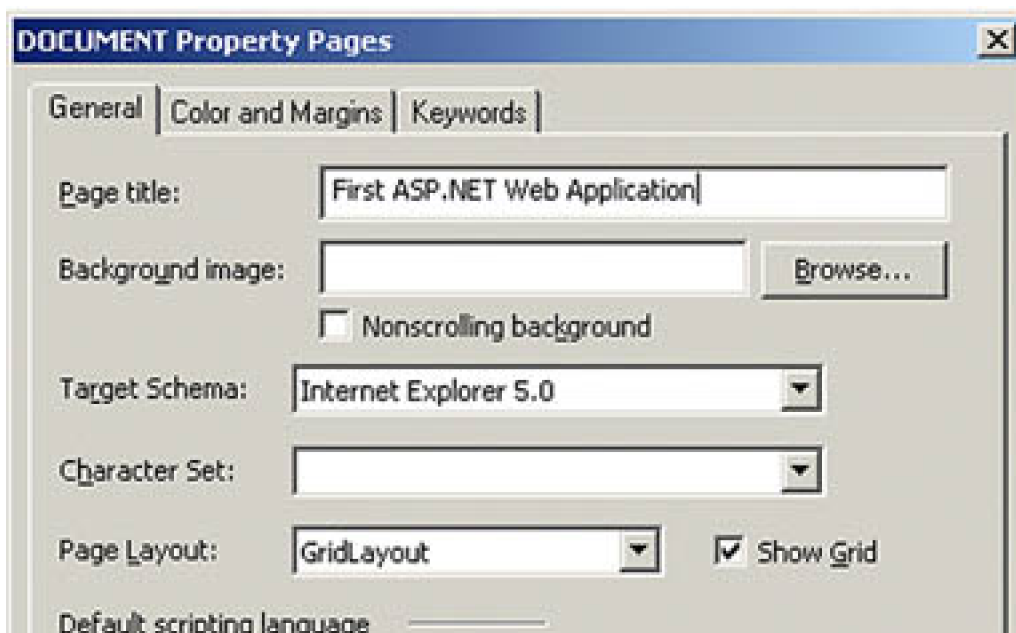 DOCUMENT Property Pages
General Color and Margins Keywords
Page title: First ASP.NET Web Application
Background image: Browse...
Nonscrolling background
Target Schema: Internet Explorer 5.0
Character Set:
Page Layout: GridLayout Show Grid
Default scripting language